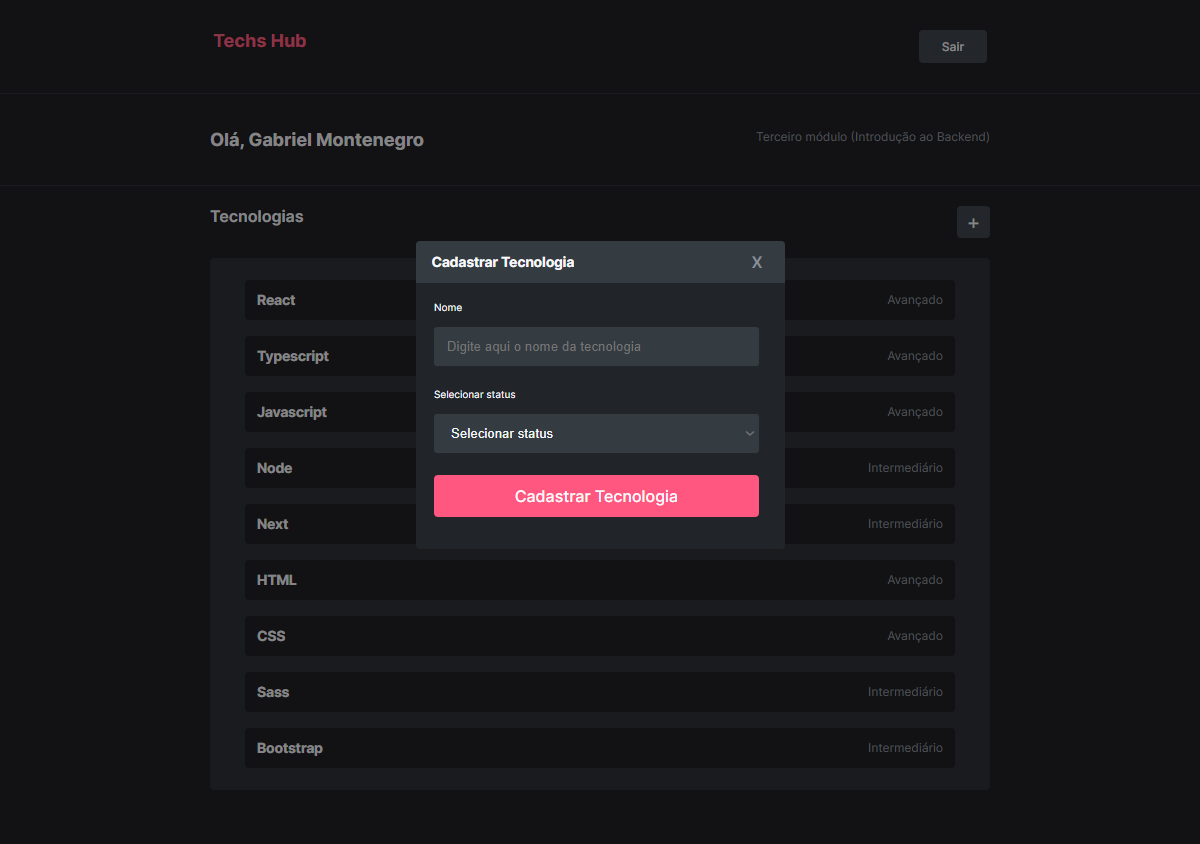 Techs Hub
Sair
Olá, Gabriel Montenegro
Terceiro módulo (Introdução ao Backend)
Tecnologias
+
Cadastrar Tecnologia
X
Nome
Digite aqui o nome da tecnologia
Selecionar status
Selecionar status
Cadastrar Tecnologia
React
Avançado
Typescript
Avançado
Javascript
Avançado
Node
Intermediário
Next
Intermediário
HTML
Avançado
CSS
Avançado
Sass
Intermediário
Bootstrap
Intermediário